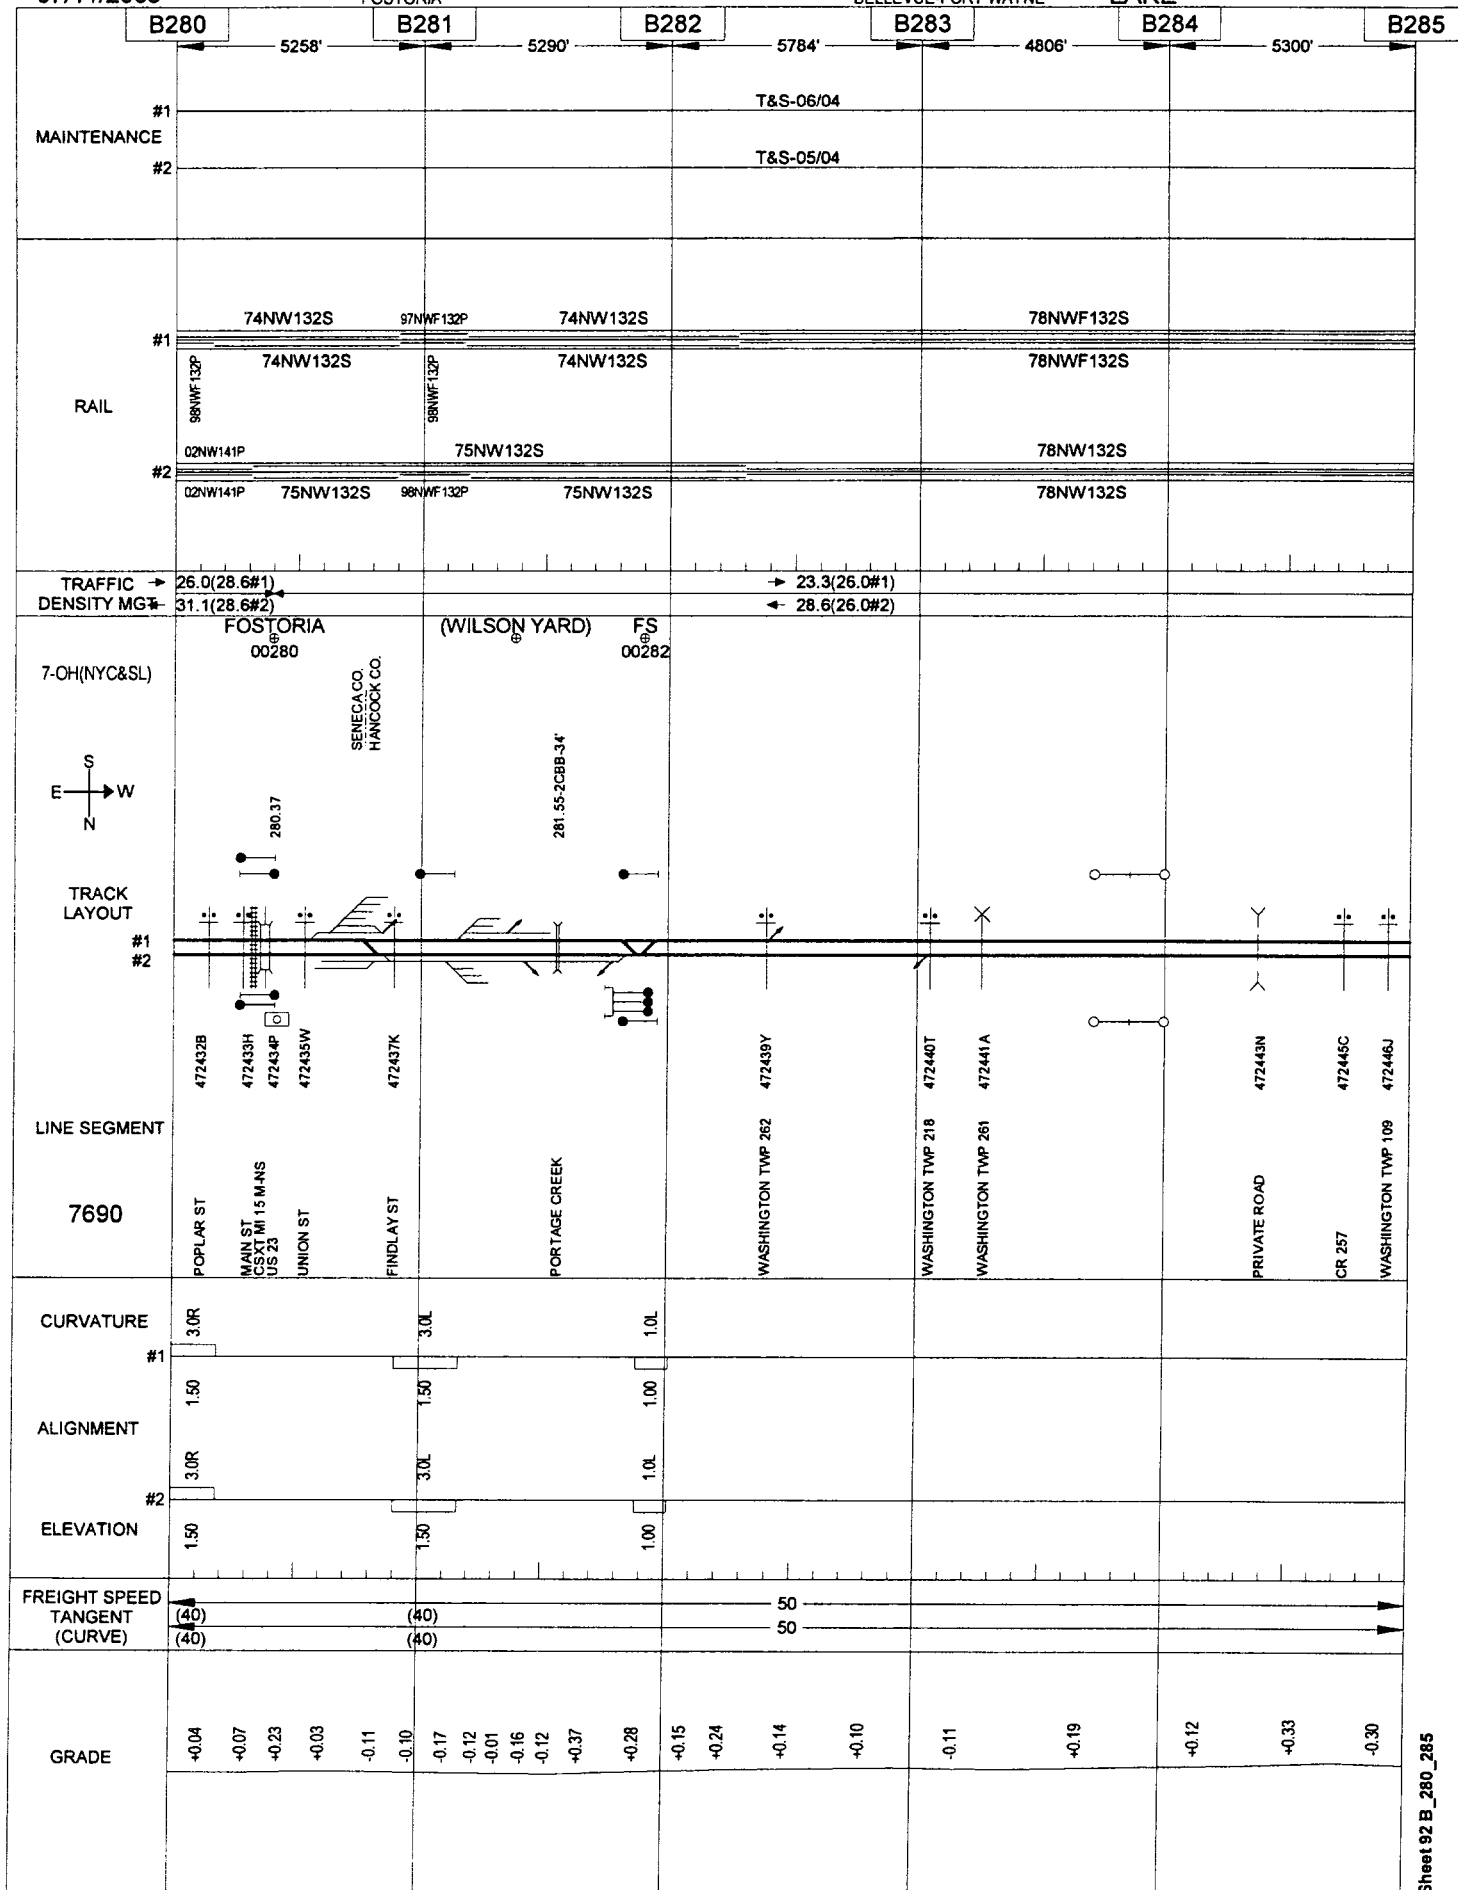 FOSTORIA
LAKE
B280 B281 B282 B283 B284 B285
5258' 5290' 5784' 4806' 5300'
#1 T&S-06/04
MAINTENANCE
#2 T&S-05/04
74NW132S 97NWF132P 74NW132S 78NWF132S
#1
74NW132S 74NW132S 78NWF132S
98NWF132P 98NWF132P
RAIL
02NW141P 75NW132S 78NW132S
#2
02NW141P 75NW132S 98NWF132P 75NW132S 78NW132S
TRAFFIC → 26.0(28.6#1) → 23.3(26.0#1)
DENSITY MGT ← 31.1(28.6#2) ← 28.6(26.0#2)
FOSTORIA (WILSON YARD) FS
00280 00282
7-OH(NYC&SL)
SENECA CO.
HANCOCK CO.
S
E W
N
280.37
281.55-2CBB-34'
TRACK
LAYOUT
#1
#2
472432B 472433H 472434P 472435W 472437K 472439Y 472440T 472441A 472443N 472445C 472446J
LINE SEGMENT
7690
POPLAR ST
MAIN ST
CSXT MI 15 M-NS
US 23
UNION ST
FINDLAY ST
PORTAGE CREEK
WASHINGTON TWP 262
WASHINGTON TWP 218
WASHINGTON TWP 261
PRIVATE ROAD
CR 257
WASHINGTON TWP 109
CURVATURE 3.0R 3.0L 1.0L
#1
1.50 1.50 1.00
ALIGNMENT
3.0R 3.0L 1.0L
#2
ELEVATION 1.50 1.50 1.00
FREIGHT SPEED
50
TANGENT (40) (40)
50
(CURVE) (40) (40)
GRADE +0.04 +0.07 +0.23 +0.03 -0.11 -0.10 -0.17 -0.12 -0.01 -0.16 -0.12 +0.37 +0.28 +0.15 +0.24 +0.14 +0.10 -0.11 +0.19 +0.12 +0.33 -0.30
Sheet 92 B_280_285